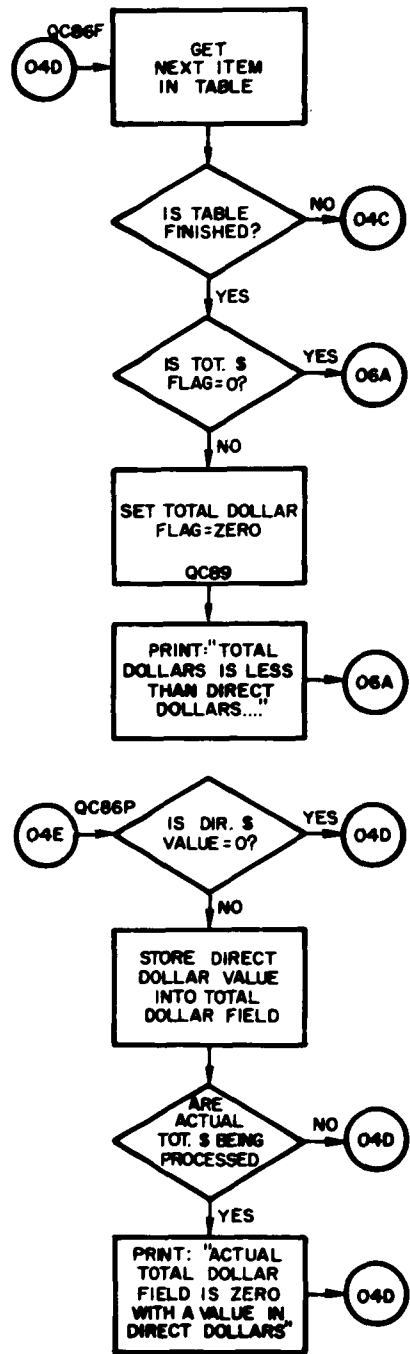 QC86F
04D
GET
NEXT ITEM
IN TABLE
IS TABLE
FINISHED?
NO
04C
YES
IS TOT. $
FLAG=0?
YES
06A
NO
SET TOTAL DOLLAR
FLAG=ZERO
QC89
PRINT:"TOTAL
DOLLARS IS LESS
THAN DIRECT
DOLLARS...."
06A
QC86P
04E
IS DIR. $
VALUE=0?
YES
04D
NO
STORE DIRECT
DOLLAR VALUE
INTO TOTAL
DOLLAR FIELD
ARE
ACTUAL
TOT. $ BEING
PROCESSED
NO
04D
YES
PRINT: "ACTUAL
TOTAL DOLLAR
FIELD IS ZERO
WITH A VALUE IN
DIRECT DOLLARS"
04D